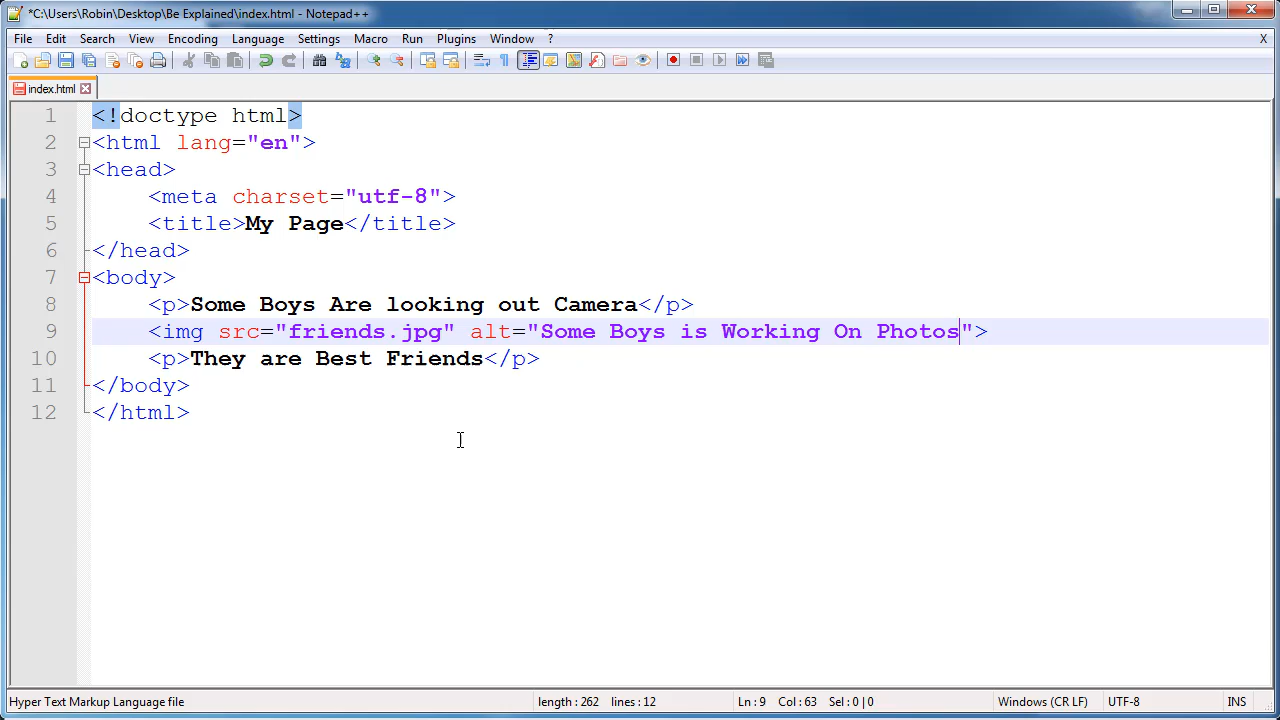 *C:\Users\Robin\Desktop\Be Explained\index.html - Notepad++
File Edit Search View Encoding Language Settings Macro Run Plugins Window ? X
index.html
1 <!doctype html>
2 <html lang="en">
3 <head>
4 <meta charset="utf-8">
5 <title>My Page</title>
6 </head>
7 <body>
8 <p>Some Boys Are looking out Camera</p>
9 <img src="friends.jpg" alt="Some Boys is Working On Photos">
10 <p>They are Best Friends</p>
11 </body>
12 </html>
Hyper Text Markup Language file length : 262 lines : 12 Ln : 9 Col : 63 Sel : 0 | 0 Windows (CR LF) UTF-8 INS